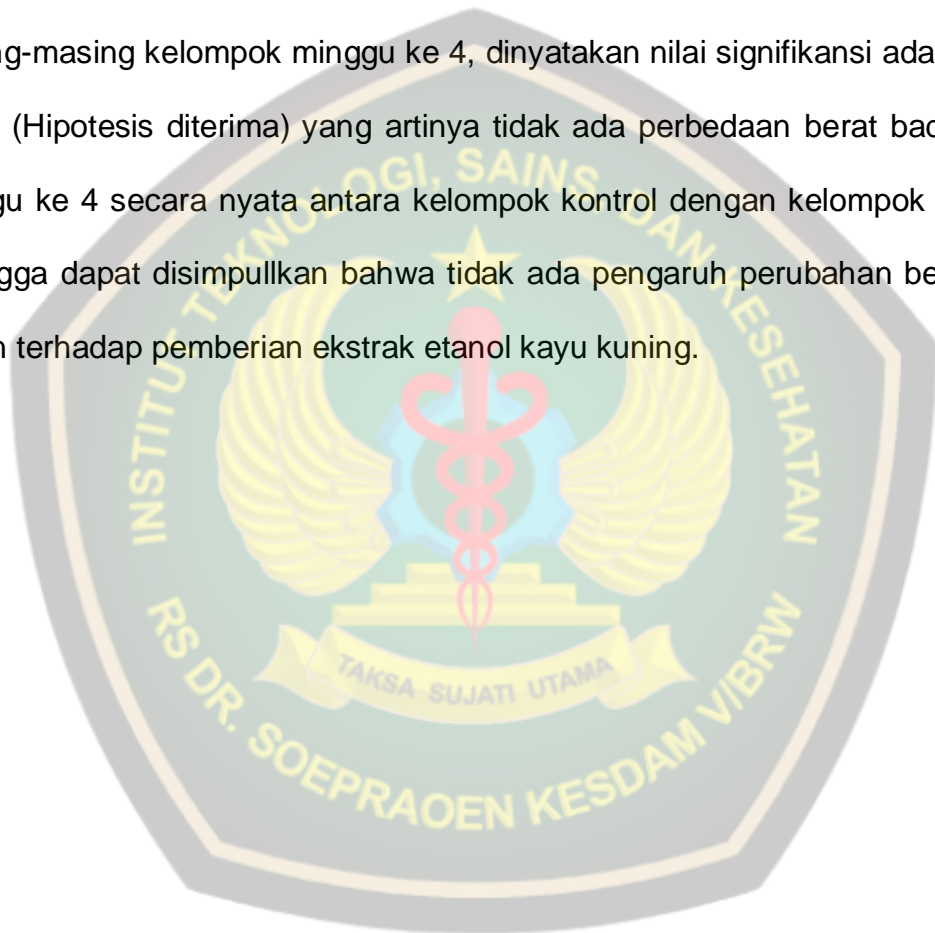 ng-masing kelompok minggu ke 4, dinyatakan nilai signifikansi ada
(Hipotesis diterima) yang artinya tidak ada perbedaan berat bad
gu ke 4 secara nyata antara kelompok kontrol dengan kelompok
ngga dapat disimpullkan bahwa tidak ada pengaruh perubahan be
n terhadap pemberian ekstrak etanol kayu kuning.
INSTITUT TEKNOLOGI, SAINS, DAN KESEHATAN
TAKSA SUJATI UTAMA
RS DR. SOEPRAOEN KESDAM V/BRW